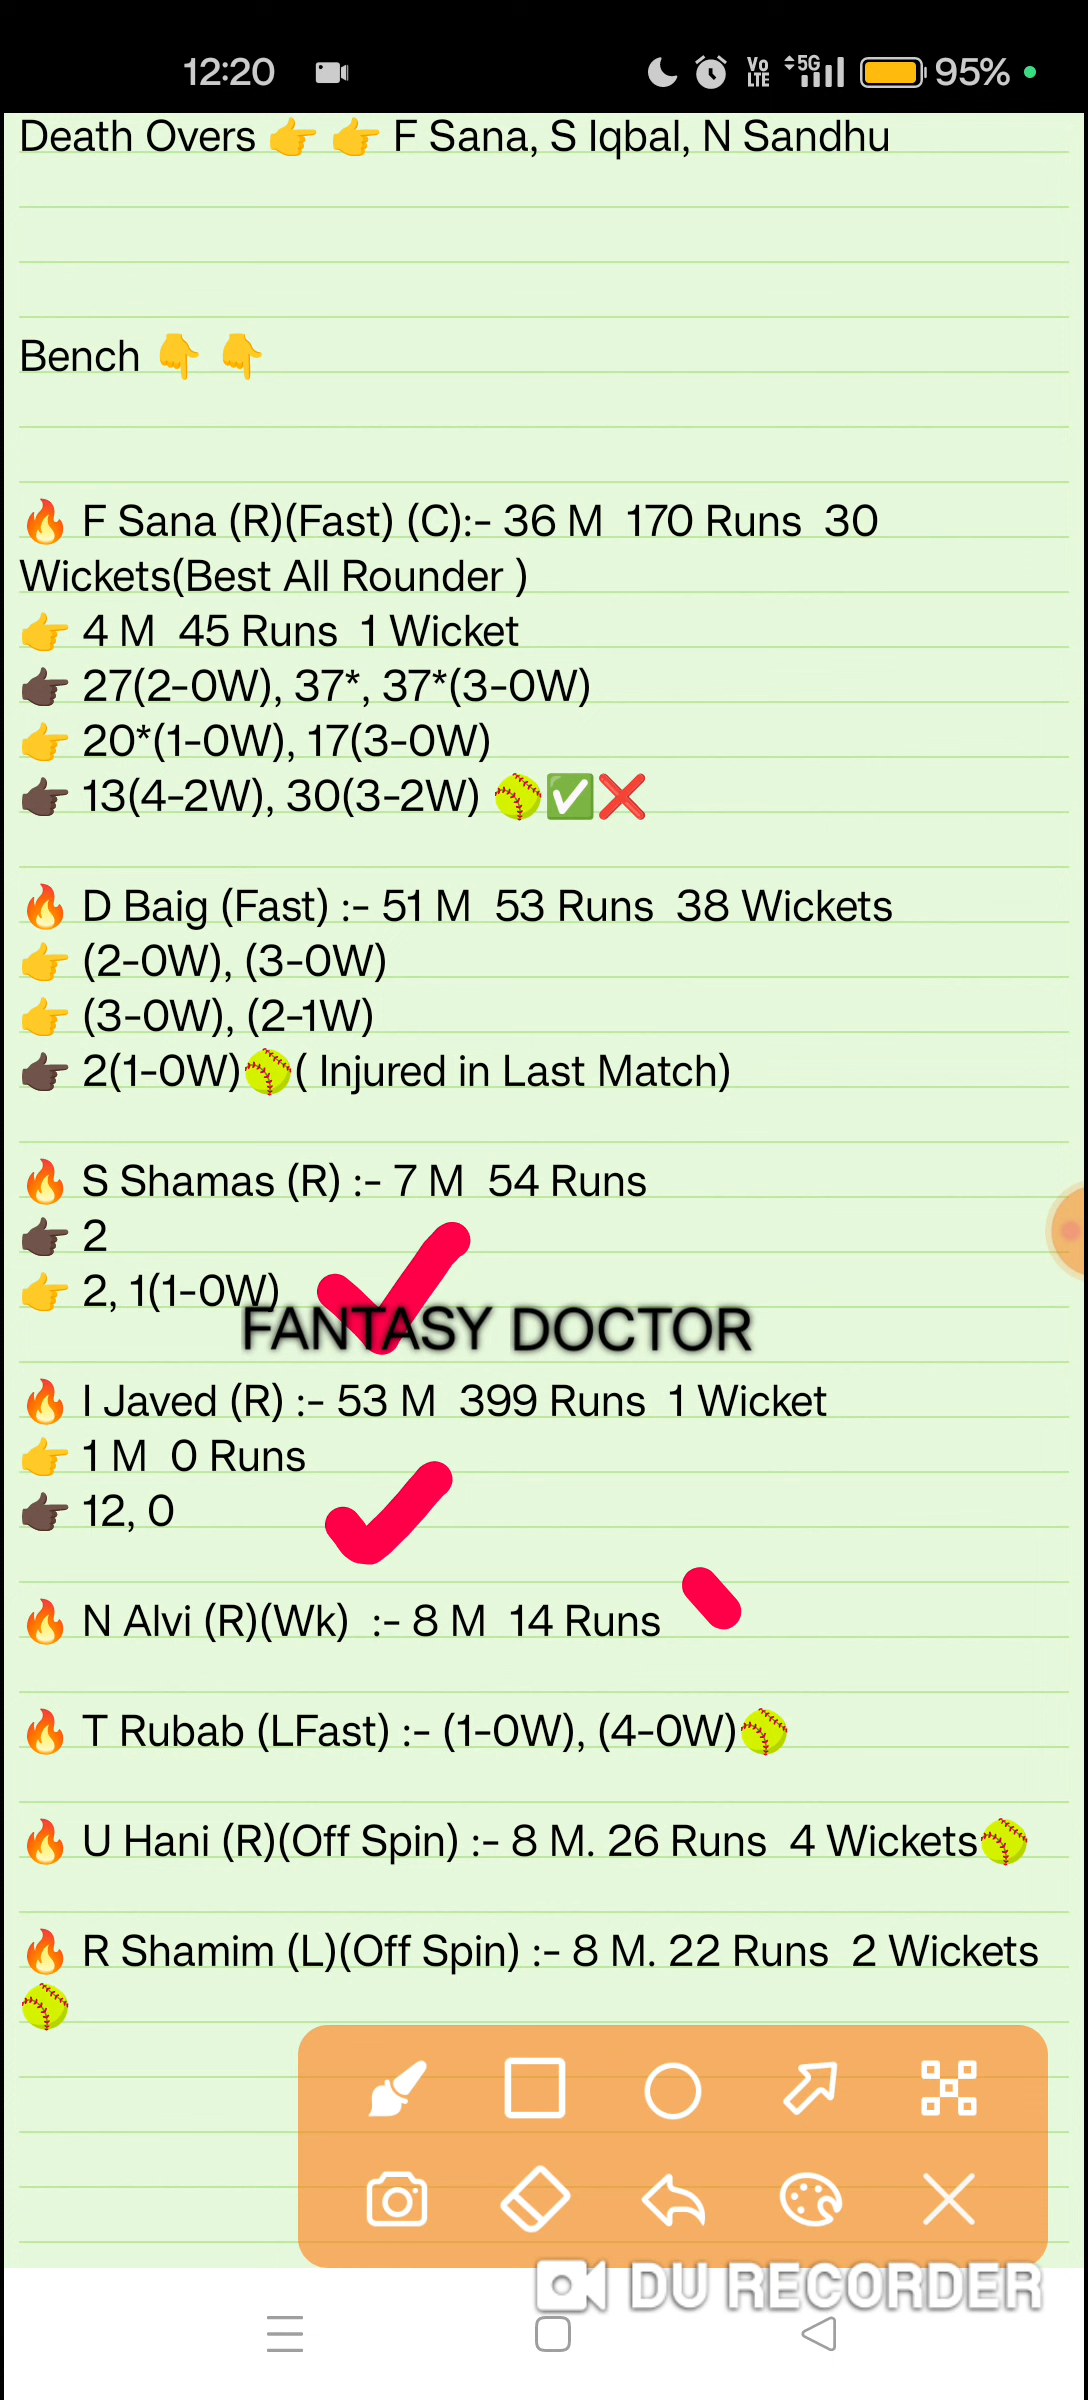 12:20 Vo LTE 5G 95%
Death Overs 👉 👉 F Sana, S Iqbal, N Sandhu
Bench 👇 👇
🔥 F Sana (R)(Fast) (C):- 36 M 170 Runs 30
Wickets(Best All Rounder )
👉 4 M 45 Runs 1 Wicket
👉🏿 27(2-0W), 37*, 37*(3-0W)
👉 20*(1-0W), 17(3-0W)
👉🏿 13(4-2W), 30(3-2W) 🥎✅❌
🔥 D Baig (Fast) :- 51 M 53 Runs 38 Wickets
👉 (2-0W), (3-0W)
👉 (3-0W), (2-1W)
👉🏿 2(1-0W)🥎( Injured in Last Match)
🔥 S Shamas (R) :- 7 M 54 Runs
👉🏿 2
👉 2, 1(1-0W)
FANTASY DOCTOR
🔥 I Javed (R) :- 53 M 399 Runs 1 Wicket
👉 1 M 0 Runs
👉🏿 12, 0
🔥 N Alvi (R)(Wk) :- 8 M 14 Runs
🔥 T Rubab (LFast) :- (1-0W), (4-0W)🥎
🔥 U Hani (R)(Off Spin) :- 8 M. 26 Runs 4 Wickets🥎
🔥 R Shamim (L)(Off Spin) :- 8 M. 22 Runs 2 Wickets
🥎
DU RECORDER